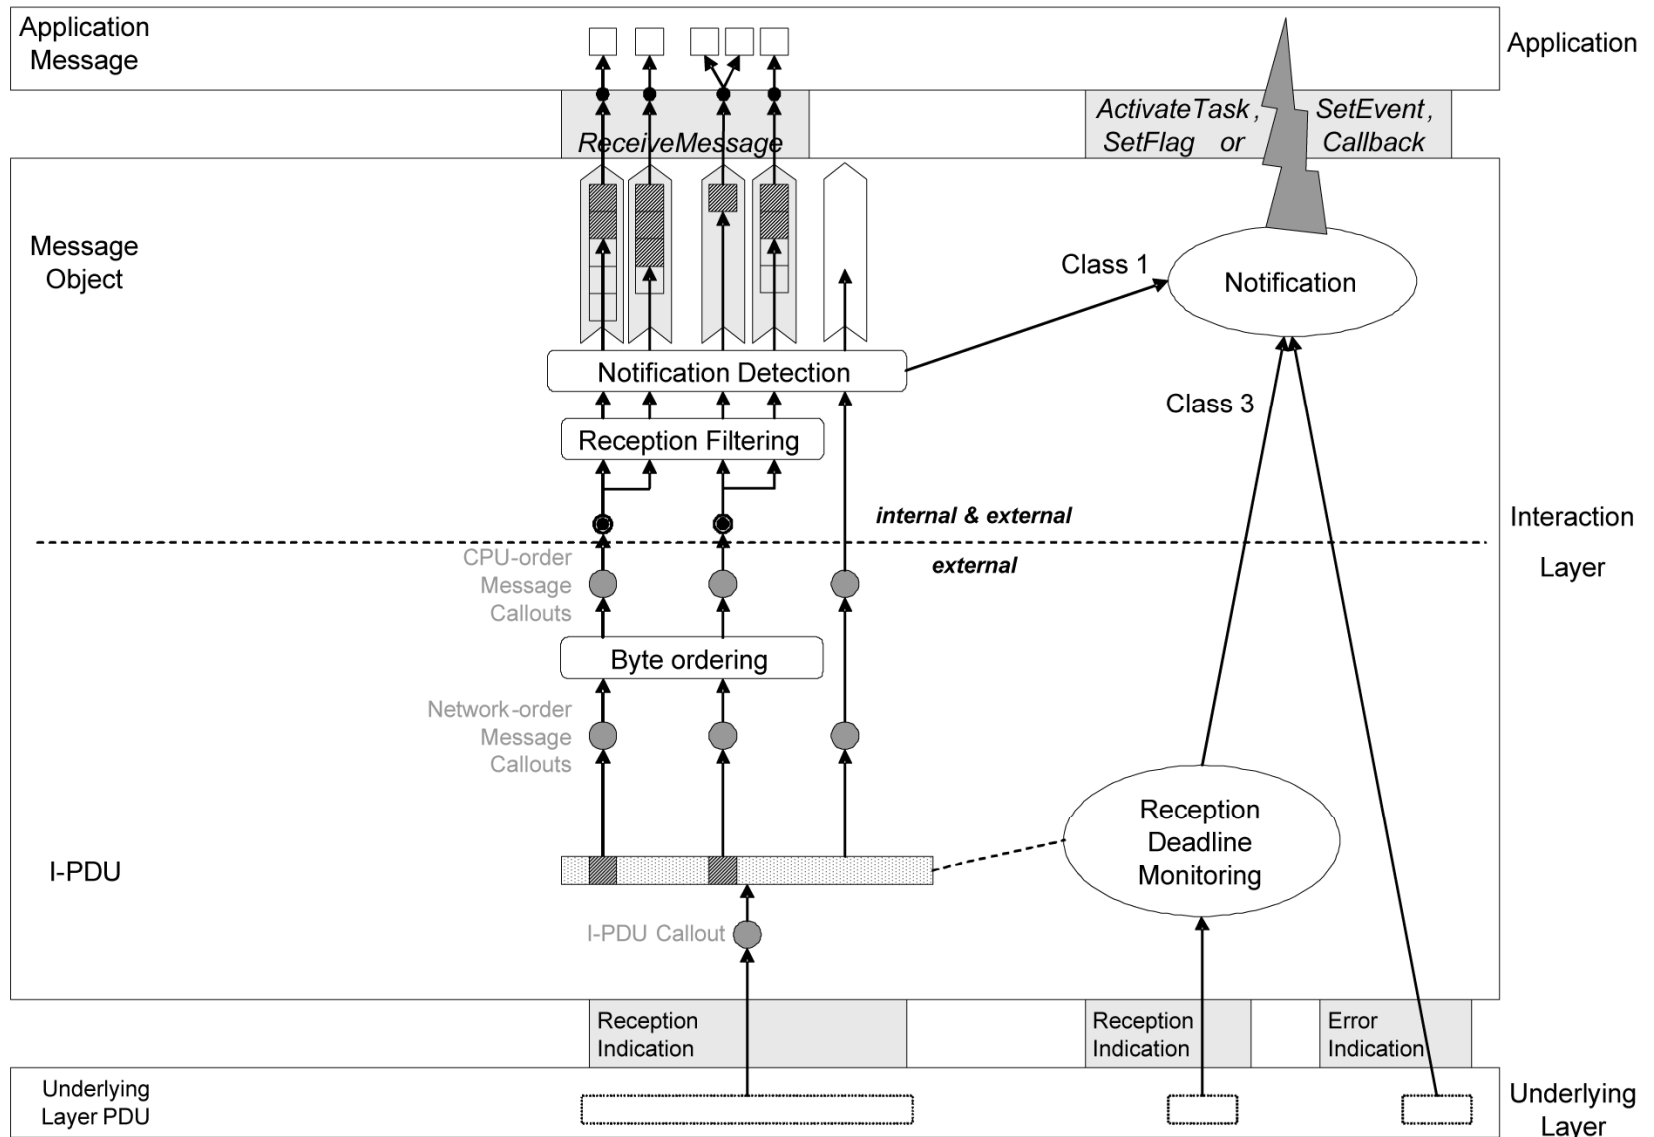 Application
Message
Application
ActivateTask, SetEvent,
SetFlag or Callback
ReceiveMessage
Message
Object
Class 1
Notification
Notification Detection
Class 3
Reception Filtering
internal & external
Interaction
Layer
external
CPU-order
Message
Callouts
Byte ordering
Network-order
Message
Callouts
Reception
Deadline
Monitoring
I-PDU
I-PDU Callout
Reception
Indication
Reception
Indication
Error
Indication
Underlying
Layer PDU
Underlying
Layer